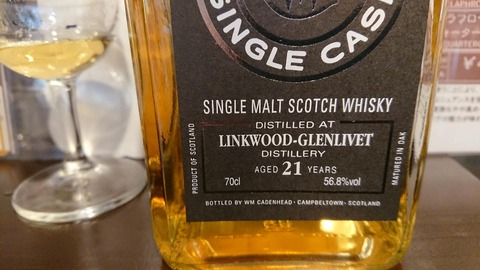 SINGLE CASK
SINGLE MALT SCOTCH WHISKY
DISTILLED AT
LINKWOOD-GLENLIVET
DISTILLERY
AGED 21 YEARS
70cl 56.8%vol
PRODUCT OF SCOTLAND
MATURED IN OAK
BOTTLED BY WM CADENHEAD · CAMPBELTOWN · SCOTLAND